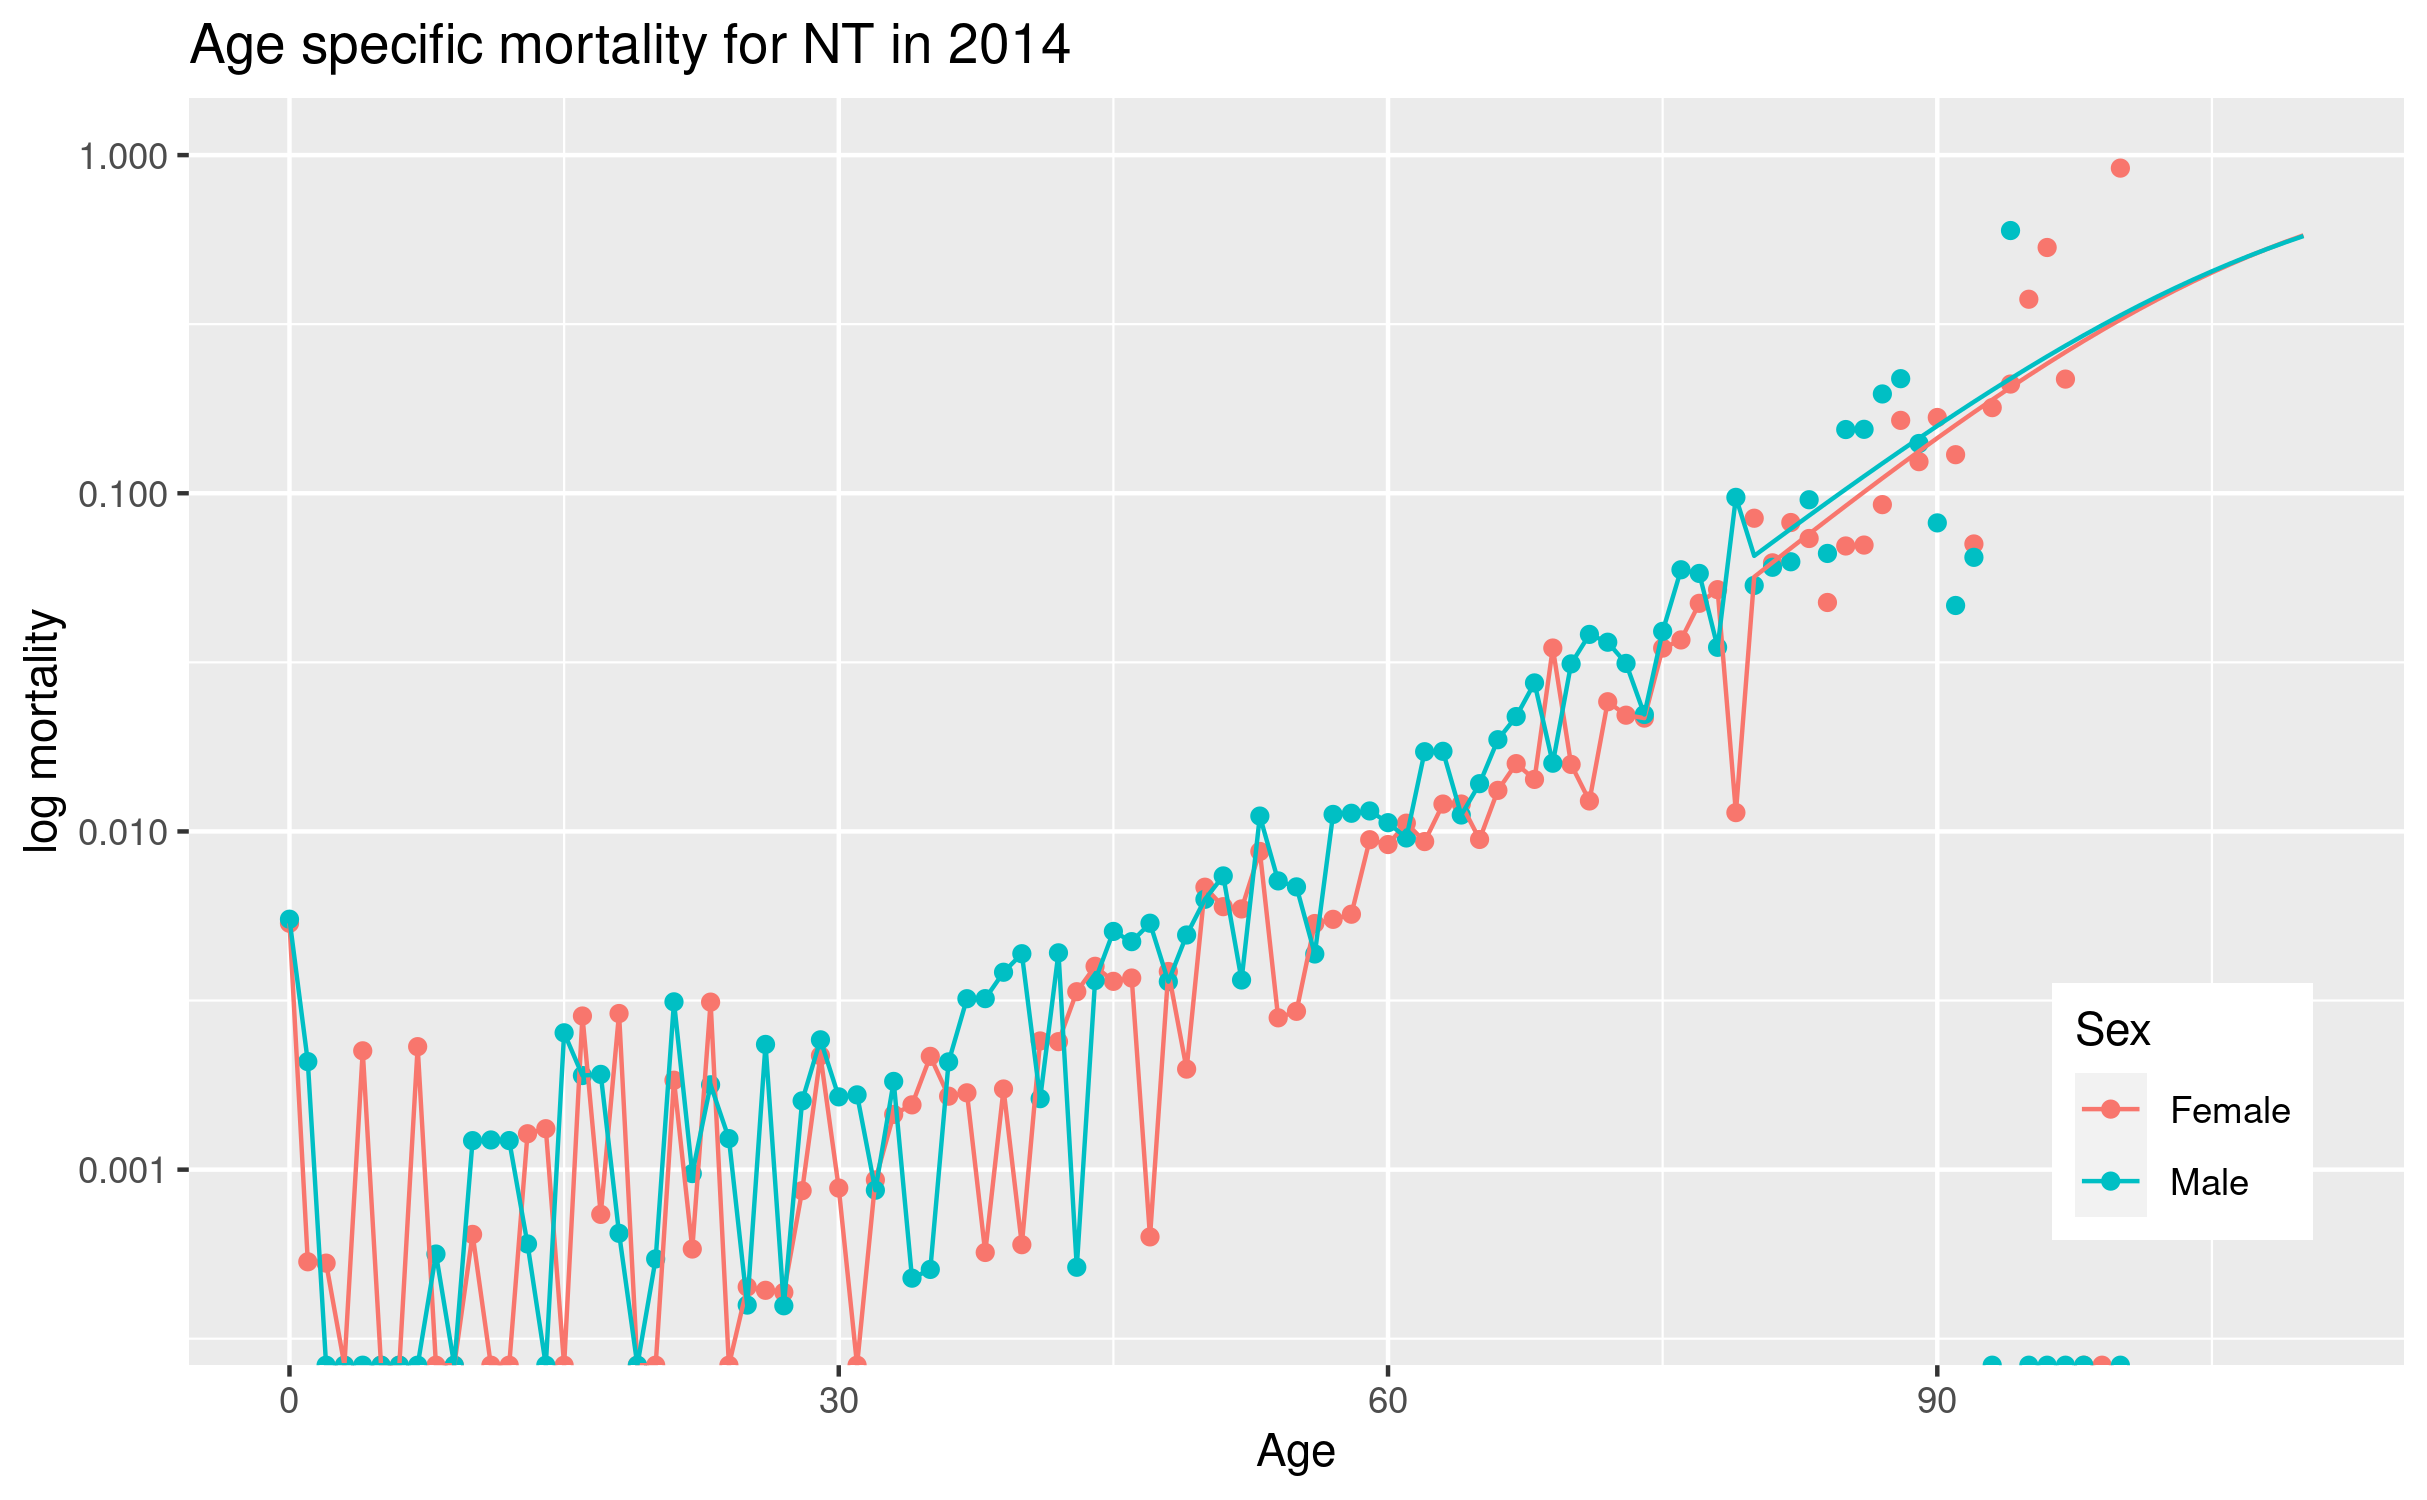 Age specific mortality for NT in 2014
log mortality
1.000
0.100
0.010
0.001
0
30
60
90
Age
Sex
Female
Male